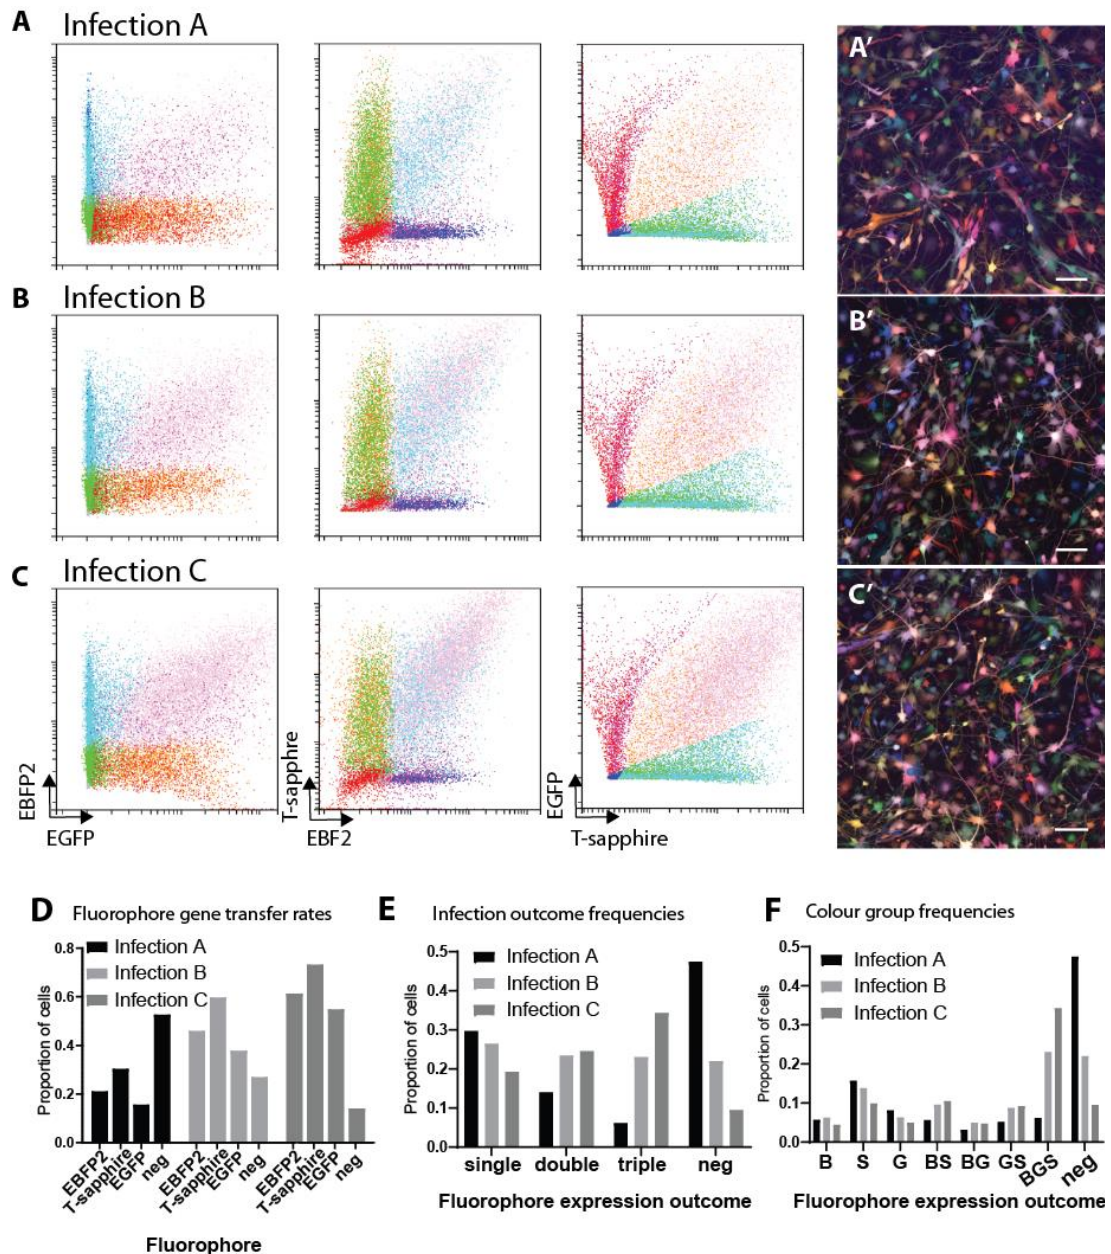 A Infection A
A′
B Infection B
B′
C Infection C
C′
EBFP2
EGFP
T-sapphre
EBF2
EGFP
T-sapphire
D Fluorophore gene transfer rates
Infection A
Infection B
Infection C
Proportion of cells
0.8
0.6
0.4
0.2
0.0
EBFP2 T-sapphire EGFP neg EBFP2 T-sapphire EGFP neg EBFP2 T-sapphire EGFP neg
Fluorophore
E Infection outcome frequencies
Infection A
Infection B
Infection C
Proportion of cells
0.5
0.4
0.3
0.2
0.1
0.0
single double triple neg
Fluorophore expression outcome
F Colour group frequencies
Infection A
Infection B
Infection C
Proportion of cells
0.5
0.4
0.3
0.2
0.1
0.0
B S G BS BG GS BGS neg
Fluorophore expression outcome